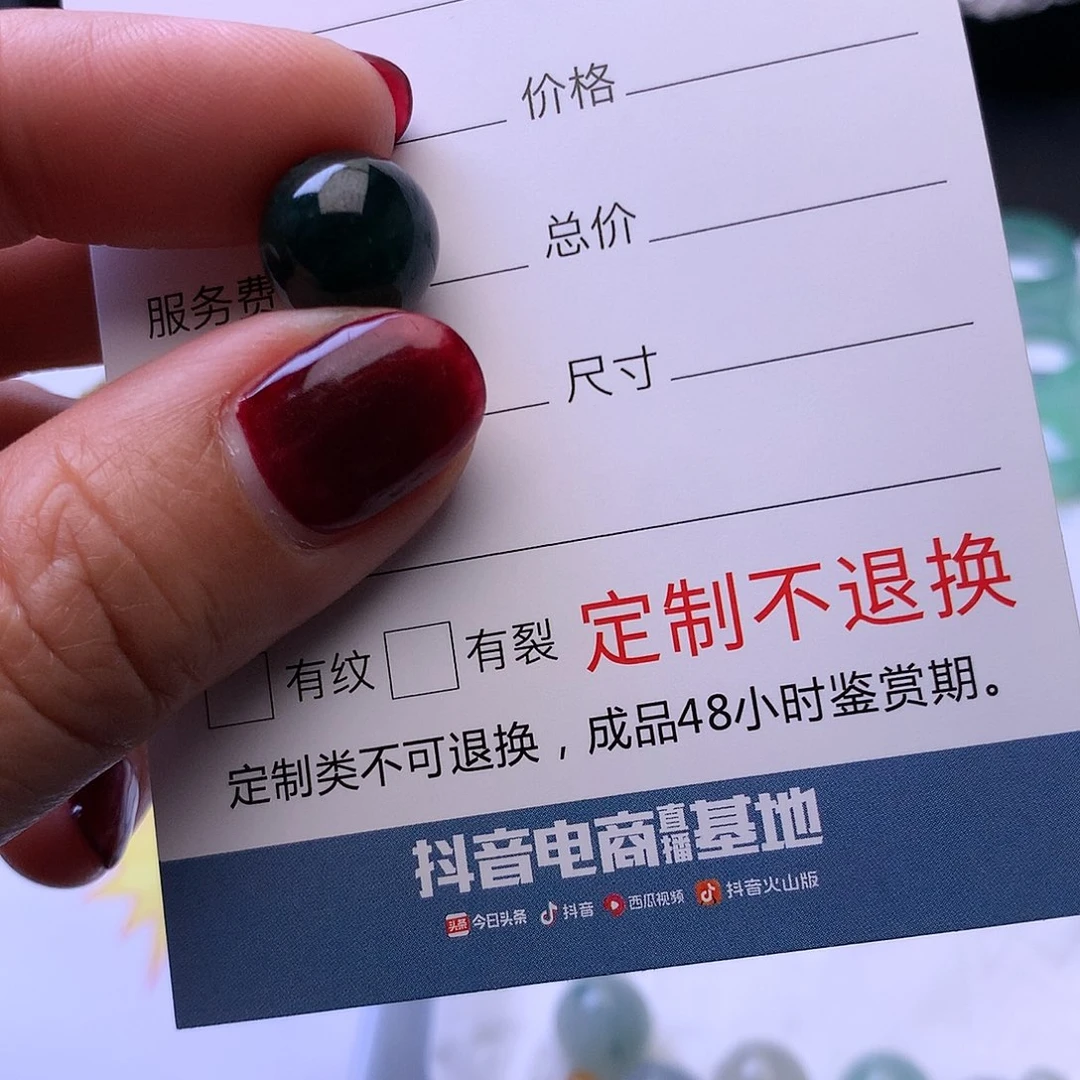 价格
服务费 总价
尺寸
有纹 有裂 定制不退换
定制类不可退换，成品48小时鉴赏期。
抖音电商直播基地
头条 今日头条 抖音 西瓜视频 抖音火山版